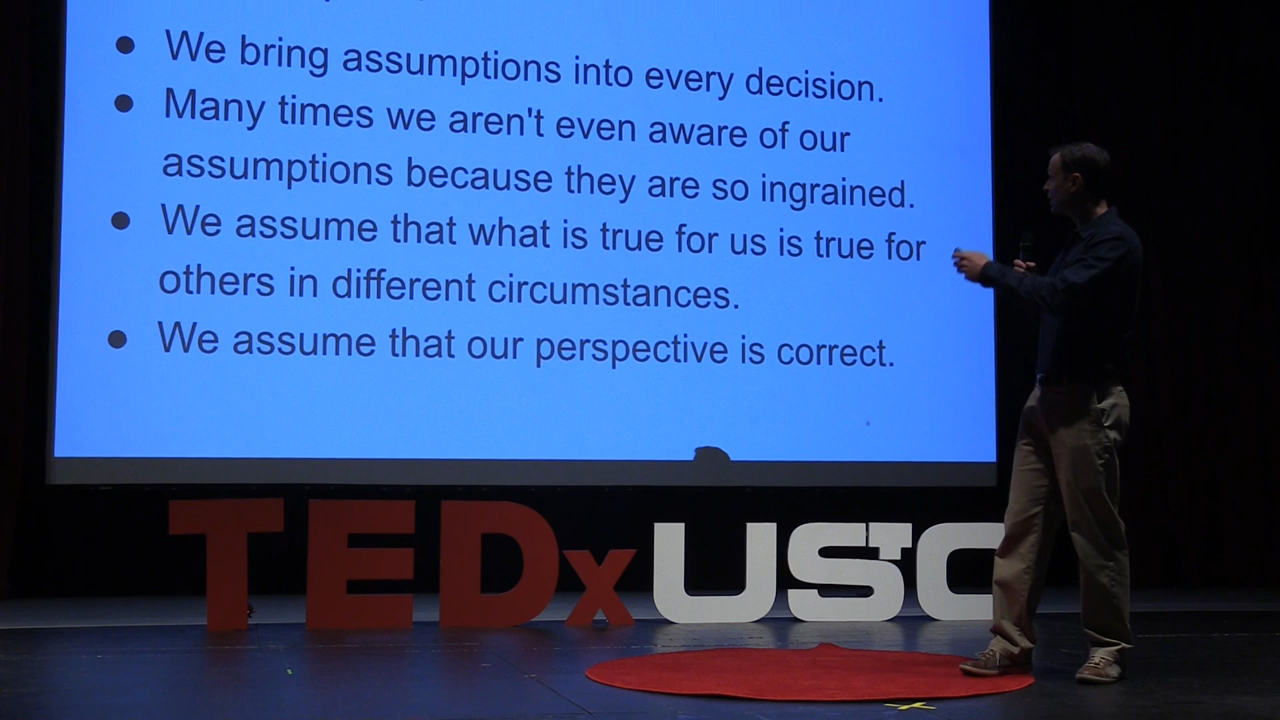 • We bring assumptions into every decision.
• Many times we aren't even aware of our
assumptions because they are so ingrained.
• We assume that what is true for us is true for
others in different circumstances.
• We assume that our perspective is correct.
TEDxUSTC